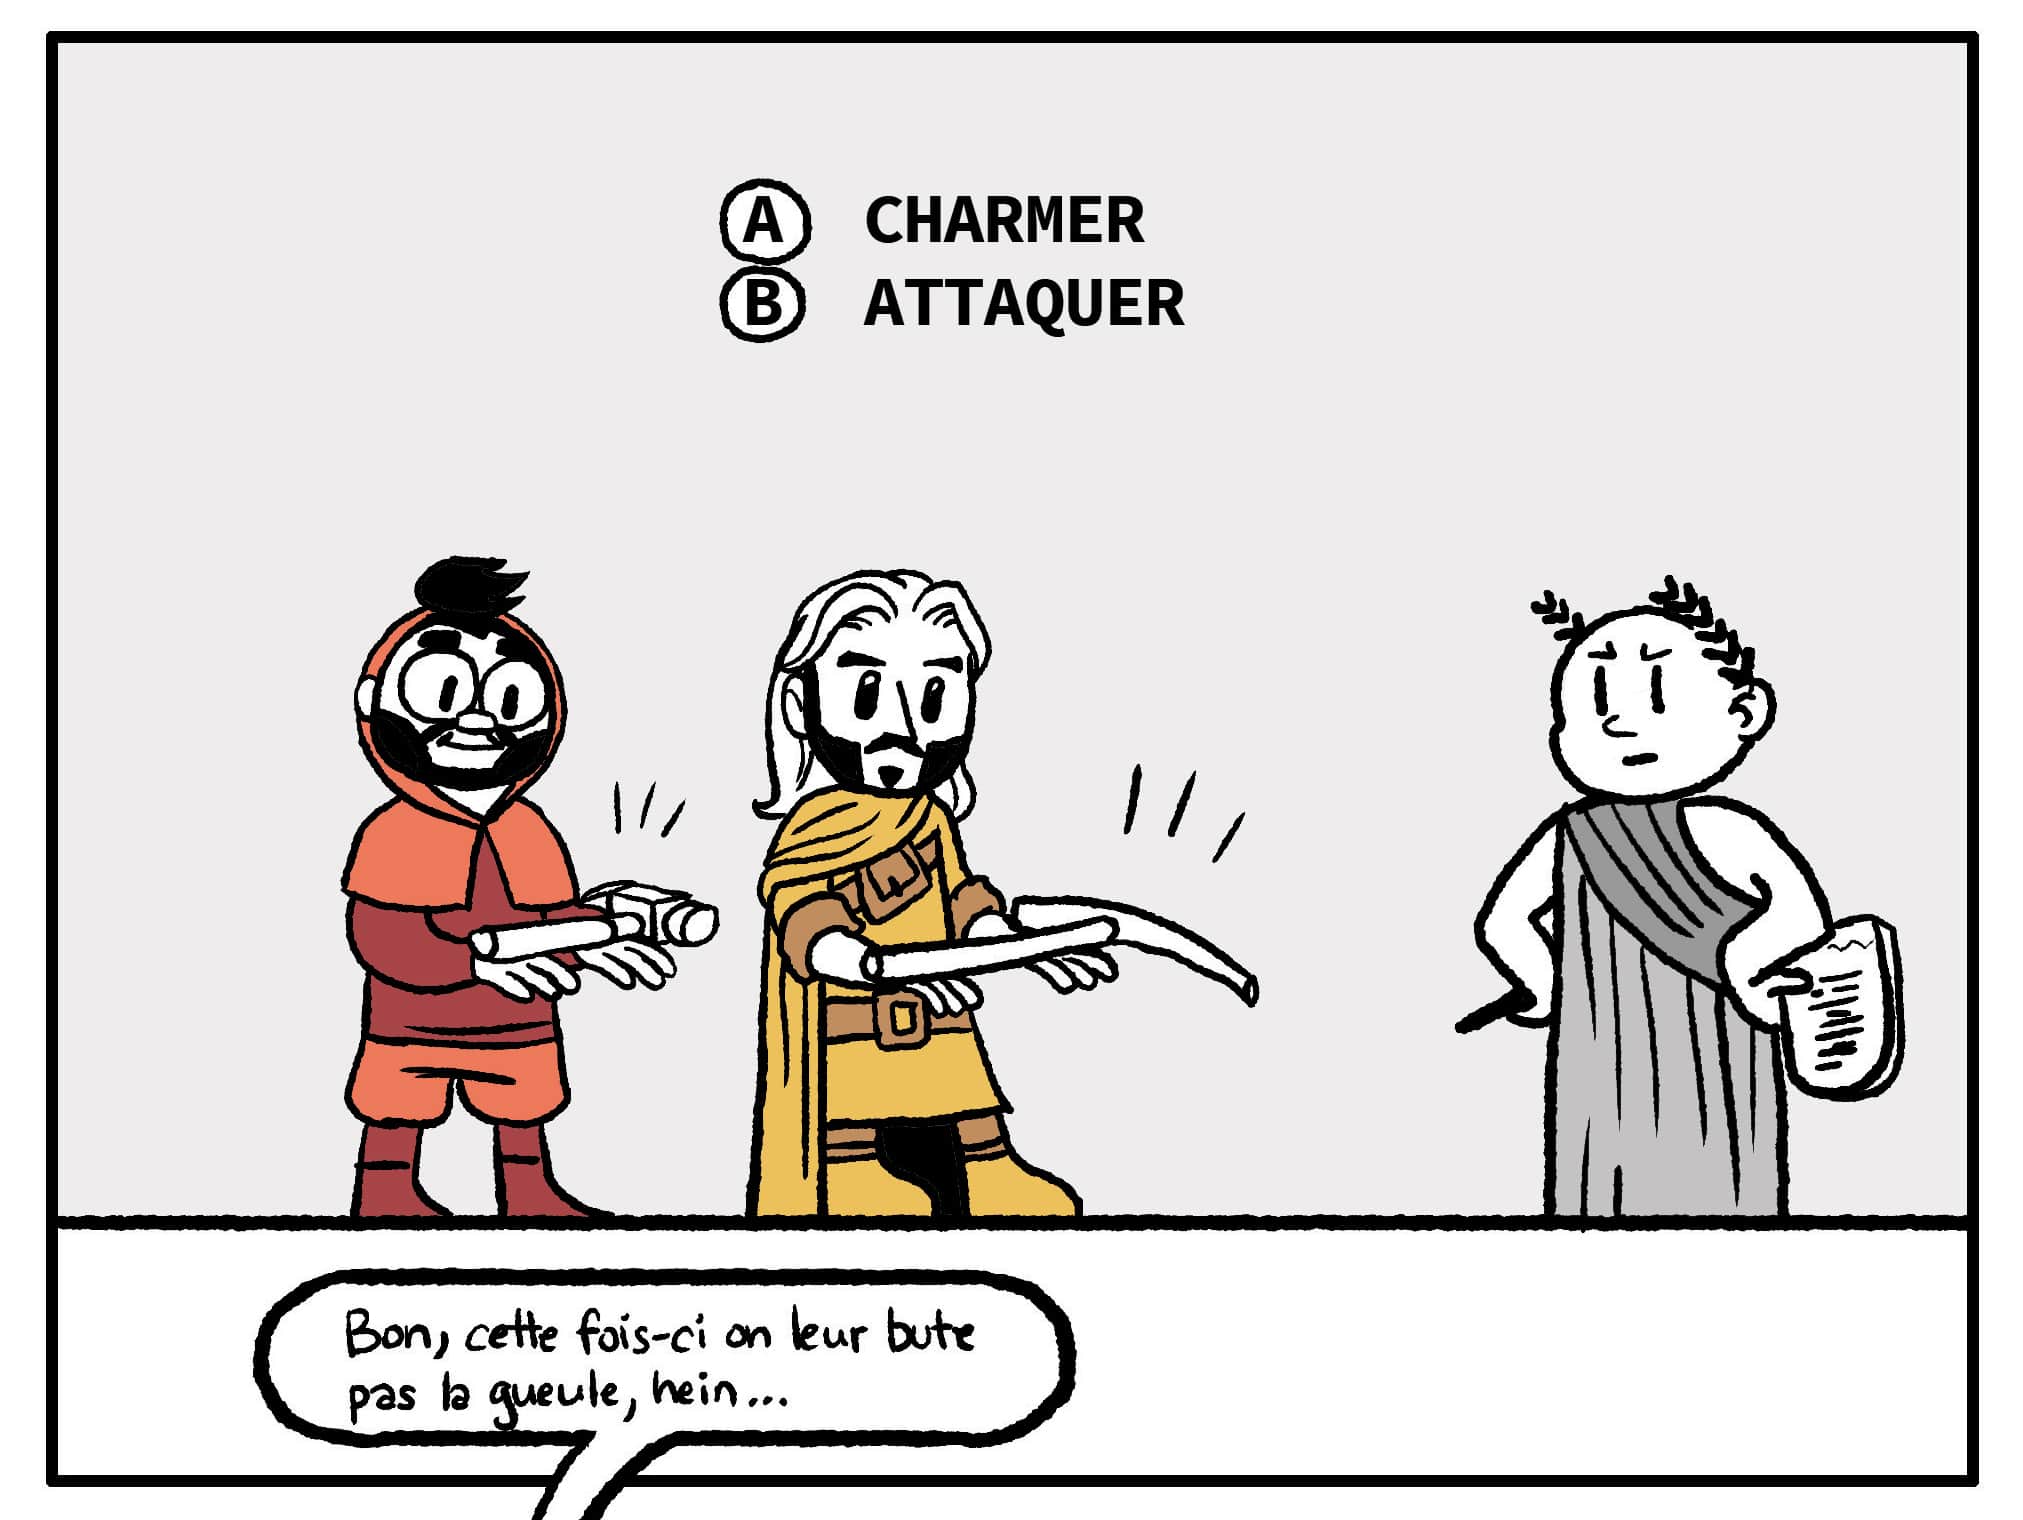 A CHARMER
B ATTAQUER
Bon, cette fois-ci on leur bute
pas la gueule, hein...